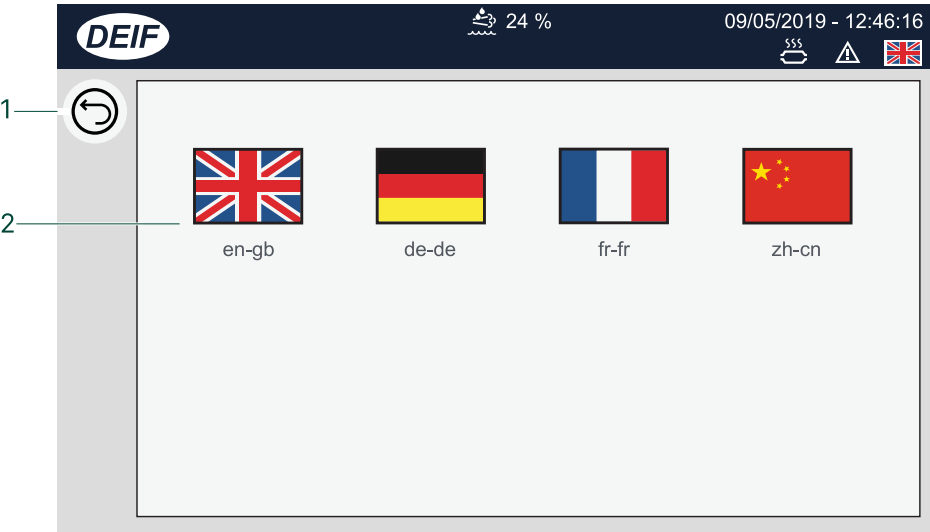 DEIF
24 %
09/05/2019 - 12:46:16
1
2
en-gb
de-de
fr-fr
zh-cn